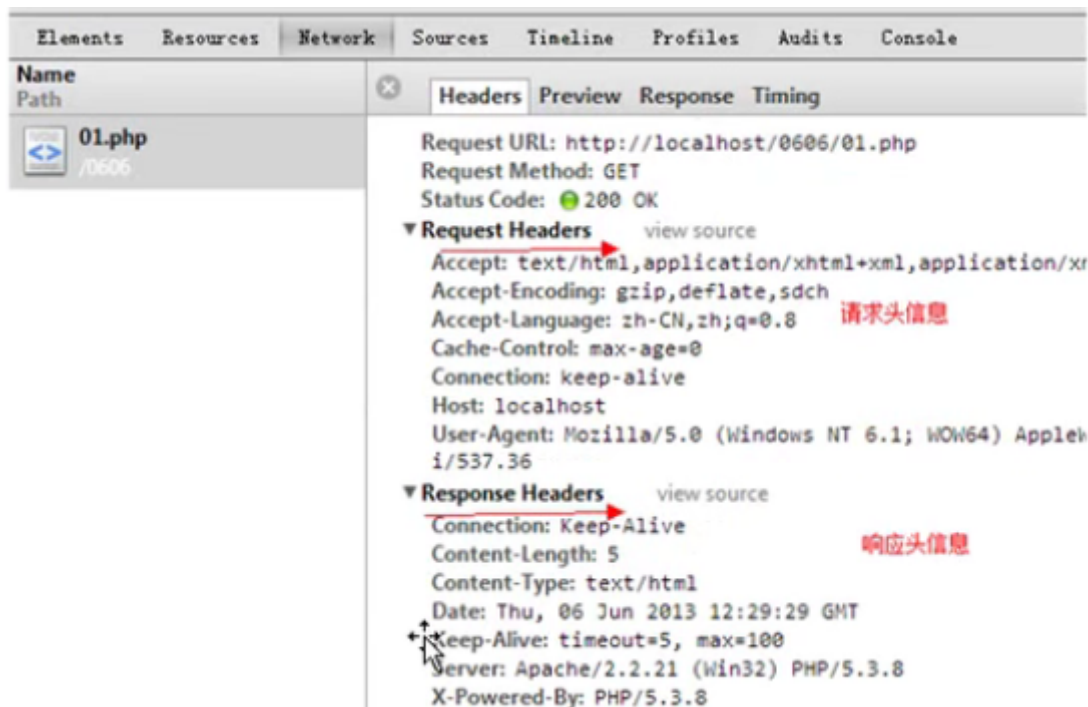 Elements Resources Network Sources Timeline Profiles Audits Console
Name
Path
Headers Preview Response Timing
01.php
/0606
Request URL: http://localhost/0606/01.php
Request Method: GET
Status Code: 200 OK
Request Headers view source
Accept: text/html,application/xhtml+xml,application/xm
Accept-Encoding: gzip,deflate,sdch
Accept-Language: zh-CN,zh;q=0.8 请求头信息
Cache-Control: max-age=0
Connection: keep-alive
Host: localhost
User-Agent: Mozilla/5.0 (Windows NT 6.1; WOW64) AppleW
i/537.36
Response Headers view source
Connection: Keep-Alive
响应头信息
Content-Length: 5
Content-Type: text/html
Date: Thu, 06 Jun 2013 12:29:29 GMT
Keep-Alive: timeout=5, max=100
Server: Apache/2.2.21 (Win32) PHP/5.3.8
X-Powered-By: PHP/5.3.8